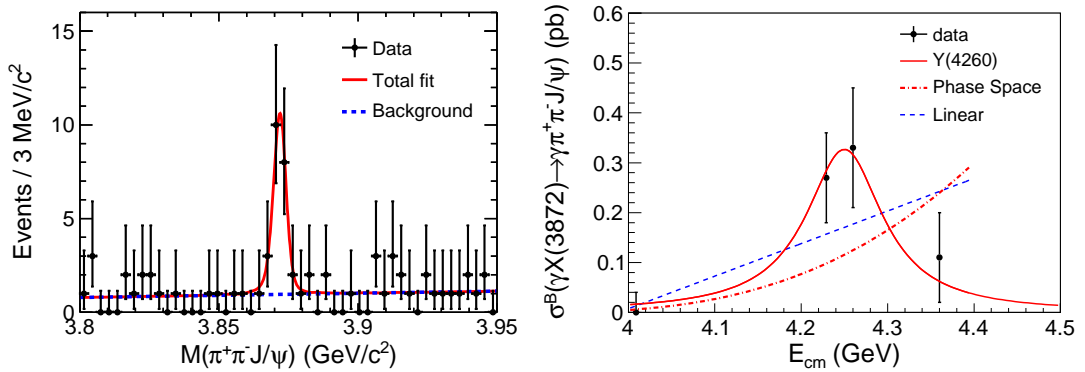 Events / 3 MeV/c²
15
10
5
0
Data
Total fit
Background
3.8 3.85 3.9 3.95
M(π⁺π⁻J/ψ) (GeV/c²)
σᴮ(γX(3872)→γπ⁺π⁻J/ψ) (pb)
0.6
0.5
0.4
0.3
0.2
0.1
0.0
data
Y(4260)
Phase Space
Linear
4 4.1 4.2 4.3 4.4 4.5
E_cm (GeV)